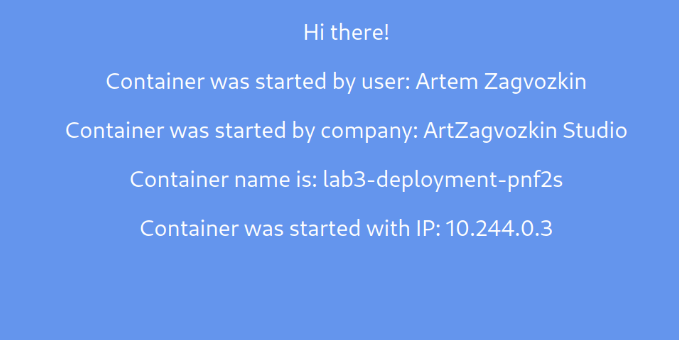 Hi there!
Container was started by user: Artem Zagvozkin
Container was started by company: ArtZagvozkin Studio
Container name is: lab3-deployment-pnf2s
Container was started with IP: 10.244.0.3